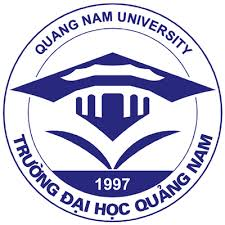 QUANG NAM UNIVERSITY
1997
TRƯỜNG ĐẠI HỌC QUẢNG NAM